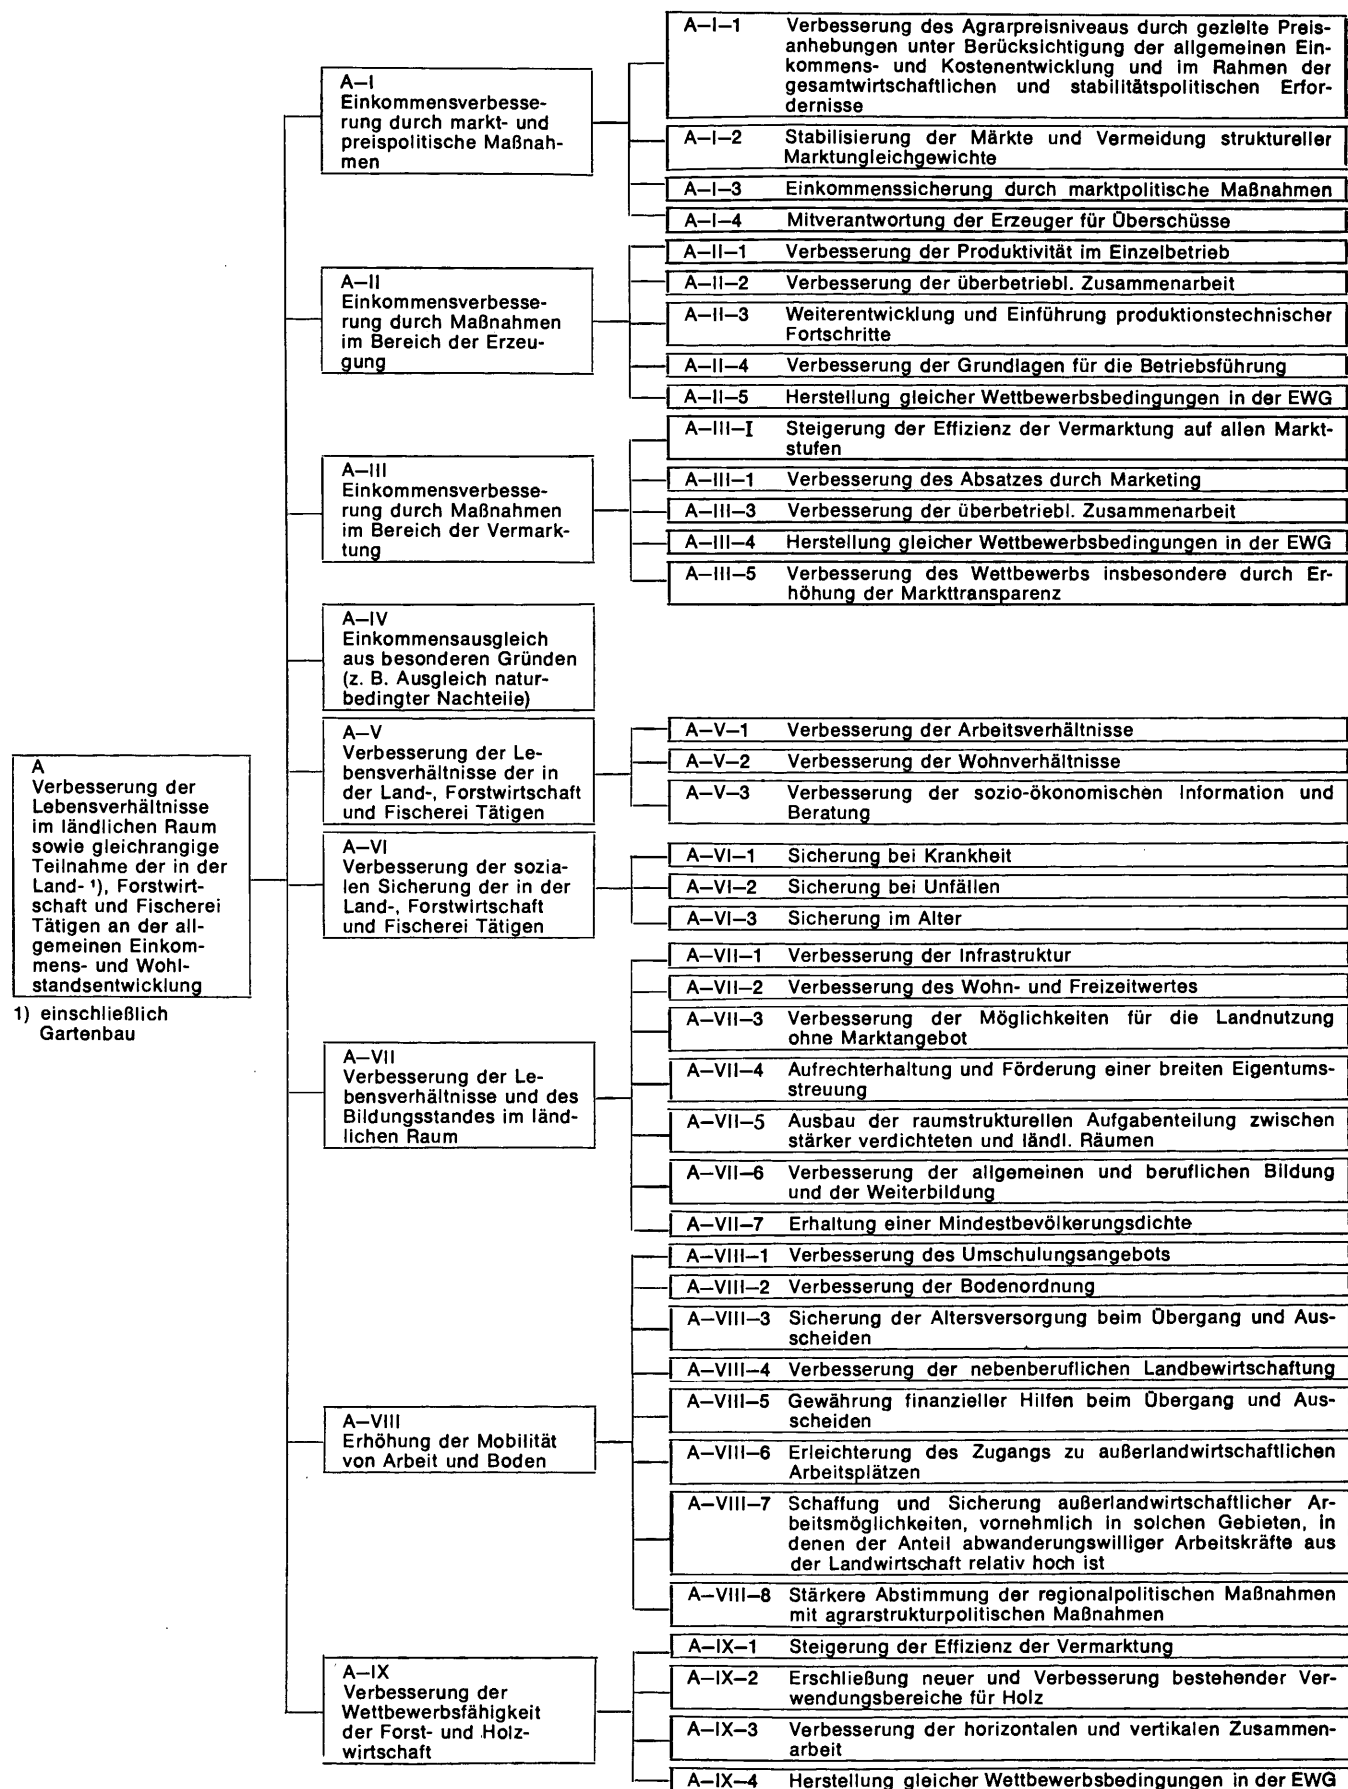 A
Verbesserung der
Lebensverhältnisse
im ländlichen Raum
sowie gleichrangige
Teilnahme der in der
Land- ¹), Forstwirt-
schaft und Fischerei
Tätigen an der all-
gemeinen Einkom-
mens- und Wohl-
standsentwicklung
1) einschließlich
Gartenbau
A—I
Einkommensverbesse-
rung durch markt- und
preispolitische Maßnah-
men
A—I—1 Verbesserung des Agrarpreisniveaus durch gezielte Preis-
anhebungen unter Berücksichtigung der allgemeinen Ein-
kommens- und Kostenentwicklung und im Rahmen der
gesamtwirtschaftlichen und stabilitätspolitischen Erfor-
dernisse
A—I—2 Stabilisierung der Märkte und Vermeidung struktureller
Marktungleichgewichte
A—I—3 Einkommenssicherung durch marktpolitische Maßnahmen
A—I—4 Mitverantwortung der Erzeuger für Überschüsse
A—II
Einkommensverbesse-
rung durch Maßnahmen
im Bereich der Erzeu-
gung
A—II—1 Verbesserung der Produktivität im Einzelbetrieb
A—II—2 Verbesserung der überbetriebl. Zusammenarbeit
A—II—3 Weiterentwicklung und Einführung produktionstechnischer
Fortschritte
A—II—4 Verbesserung der Grundlagen für die Betriebsführung
A—II—5 Herstellung gleicher Wettbewerbsbedingungen in der EWG
A—III
Einkommensverbesse-
rung durch Maßnahmen
im Bereich der Vermark-
tung
A—III—I Steigerung der Effizienz der Vermarktung auf allen Markt-
stufen
A—III—1 Verbesserung des Absatzes durch Marketing
A—III—3 Verbesserung der überbetriebl. Zusammenarbeit
A—III—4 Herstellung gleicher Wettbewerbsbedingungen in der EWG
A—III—5 Verbesserung des Wettbewerbs insbesondere durch Er-
höhung der Markttransparenz
A—IV
Einkommensausgleich
aus besonderen Gründen
(z. B. Ausgleich natur-
bedingter Nachteile)
A—V
Verbesserung der Le-
bensverhältnisse der in
der Land-, Forstwirtschaft
und Fischerei Tätigen
A—V—1 Verbesserung der Arbeitsverhältnisse
A—V—2 Verbesserung der Wohnverhältnisse
A—V—3 Verbesserung der sozio-ökonomischen Information und
Beratung
A—VI
Verbesserung der sozia-
len Sicherung der in der
Land-, Forstwirtschaft
und Fischerei Tätigen
A—VI—1 Sicherung bei Krankheit
A—VI—2 Sicherung bei Unfällen
A—VI—3 Sicherung im Alter
A—VII
Verbesserung der Le-
bensverhältnisse und des
Bildungsstandes im länd-
lichen Raum
A—VII—1 Verbesserung der Infrastruktur
A—VII—2 Verbesserung des Wohn- und Freizeitwertes
A—VII—3 Verbesserung der Möglichkeiten für die Landnutzung
ohne Marktangebot
A—VII—4 Aufrechterhaltung und Förderung einer breiten Eigentums-
streuung
A—VII—5 Ausbau der raumstrukturellen Aufgabenteilung zwischen
stärker verdichteten und ländl. Räumen
A—VII—6 Verbesserung der allgemeinen und beruflichen Bildung
und der Weiterbildung
A—VII—7 Erhaltung einer Mindestbevölkerungsdichte
A—VIII
Erhöhung der Mobilität
von Arbeit und Boden
A—VIII—1 Verbesserung des Umschulungsangebots
A—VIII—2 Verbesserung der Bodenordnung
A—VIII—3 Sicherung der Altersversorgung beim Übergang und Aus-
scheiden
A—VIII—4 Verbesserung der nebenberuflichen Landbewirtschaftung
A—VIII—5 Gewährung finanzieller Hilfen beim Übergang und Aus-
scheiden
A—VIII—6 Erleichterung des Zugangs zu außerlandwirtschaftlichen
Arbeitsplätzen
A—VIII—7 Schaffung und Sicherung außerlandwirtschaftlicher Ar-
beitsmöglichkeiten, vornehmlich in solchen Gebieten, in
denen der Anteil abwanderungswilliger Arbeitskräfte aus
der Landwirtschaft relativ hoch ist
A—VIII—8 Stärkere Abstimmung der regionalpolitischen Maßnahmen
mit agrarstrukturpolitischen Maßnahmen
A—IX
Verbesserung der
Wettbewerbsfähigkeit
der Forst- und Holz-
wirtschaft
A—IX—1 Steigerung der Effizienz der Vermarktung
A—IX—2 Erschließung neuer und Verbesserung bestehender Ver-
wendungsbereiche für Holz
A—IX—3 Verbesserung der horizontalen und vertikalen Zusammen-
arbeit
A—IX—4 Herstellung gleicher Wettbewerbsbedingungen in der EWG